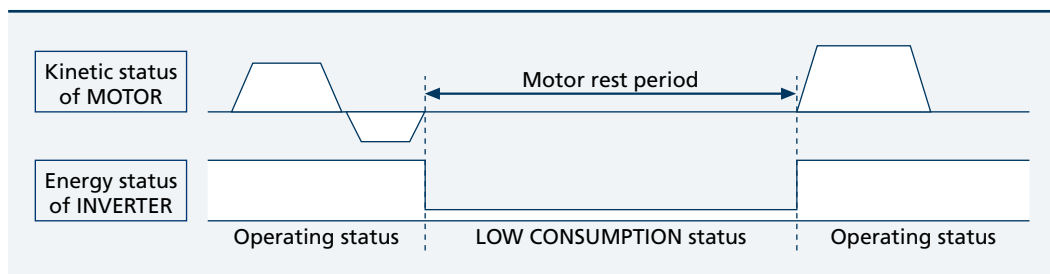 Kinetic status
of MOTOR
Motor rest period
Energy status
of INVERTER
Operating status
LOW CONSUMPTION status
Operating status